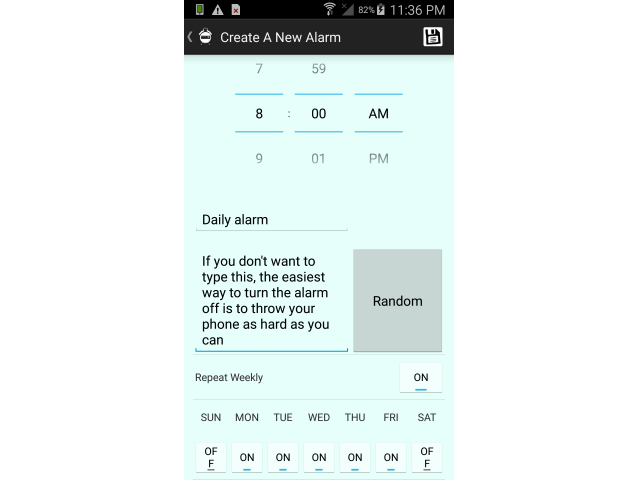 82% 11:36 PM
Create A New Alarm
7 59
8 : 00 AM
9 01 PM
Daily alarm
If you don't want to
type this, the easiest
way to turn the alarm
off is to throw your
phone as hard as you
can
Random
Repeat Weekly ON
SUN MON TUE WED THU FRI SAT
OF
F ON ON ON ON ON OF
F